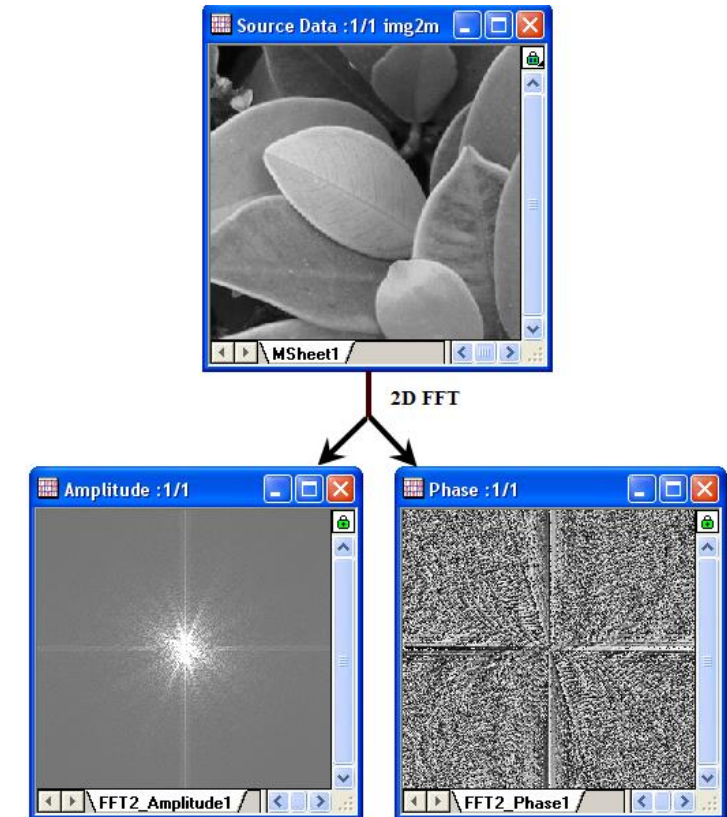 Source Data :1/1 img2m
MSheet1
2D FFT
Amplitude :1/1
Phase :1/1
FFT2_Amplitude1
FFT2_Phase1